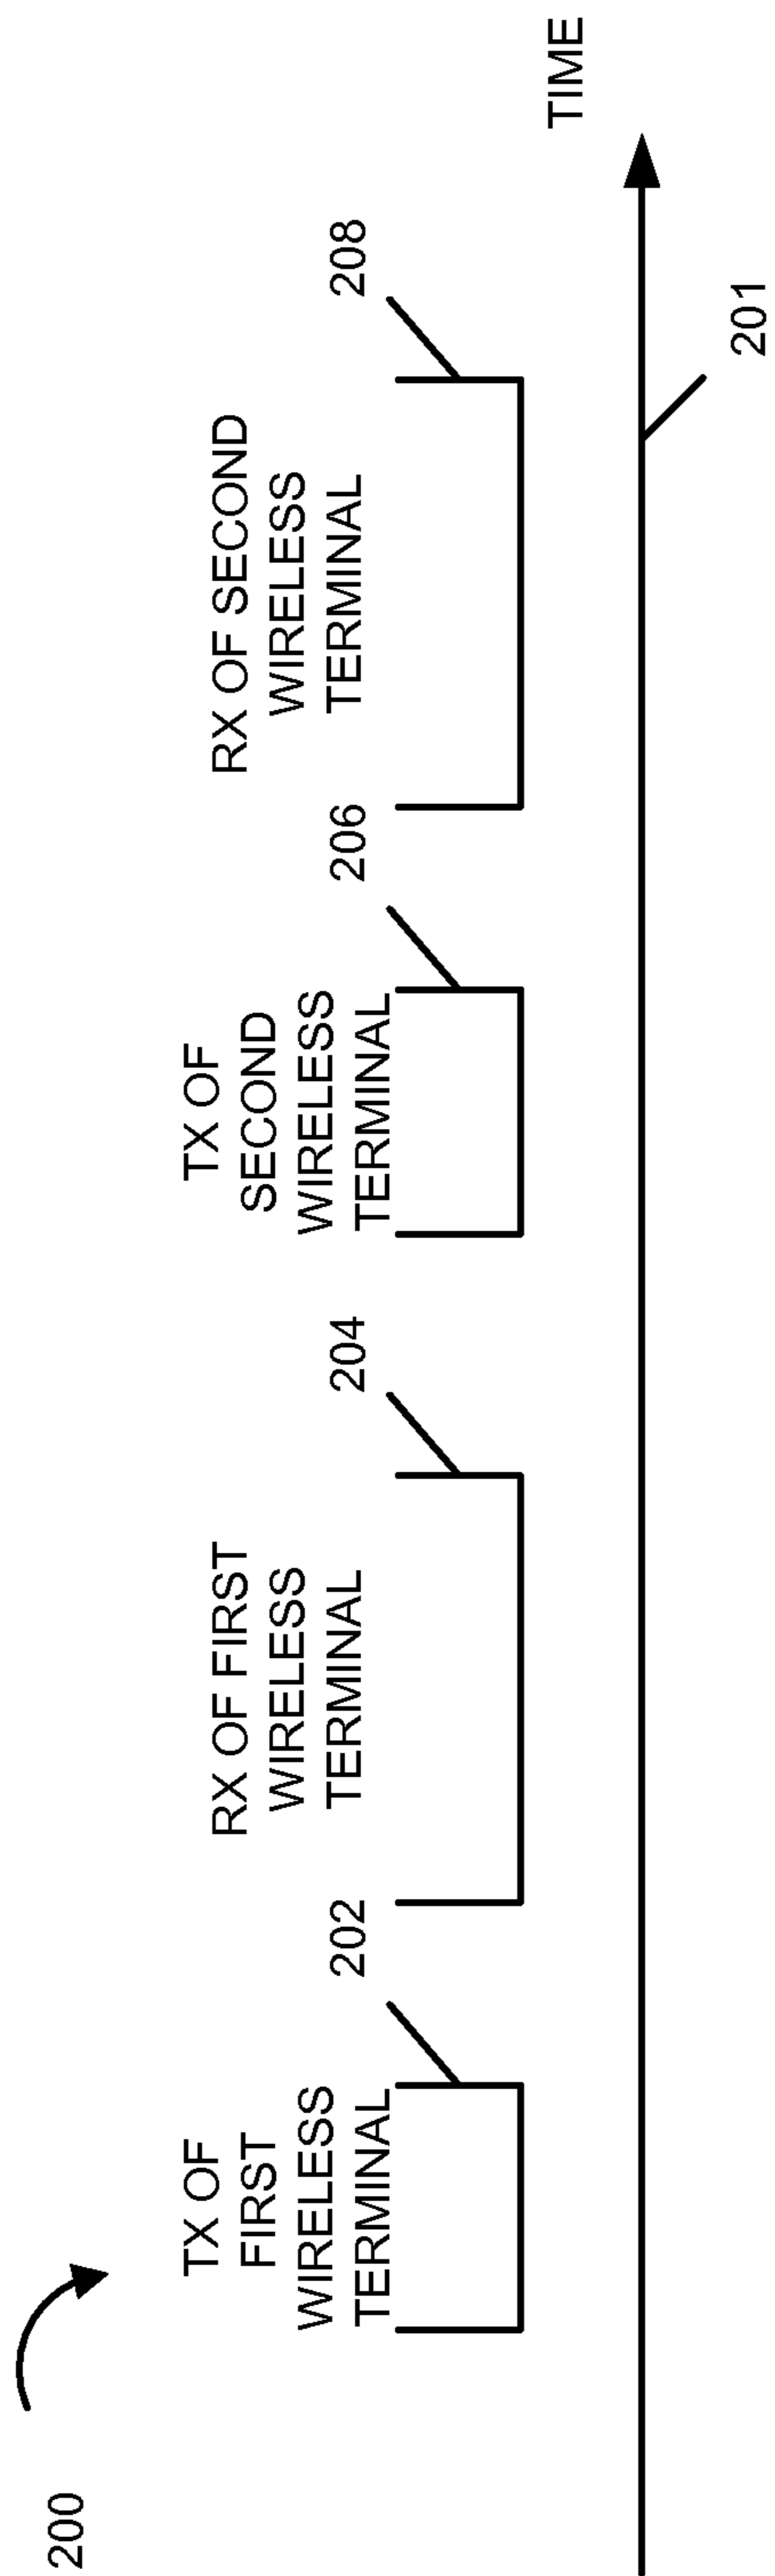 200
TX OF
FIRST
WIRELESS
TERMINAL
202
RX OF FIRST
WIRELESS
TERMINAL
204
TX OF
SECOND
WIRELESS
TERMINAL
206
RX OF SECOND
WIRELESS
TERMINAL
208
TIME
201